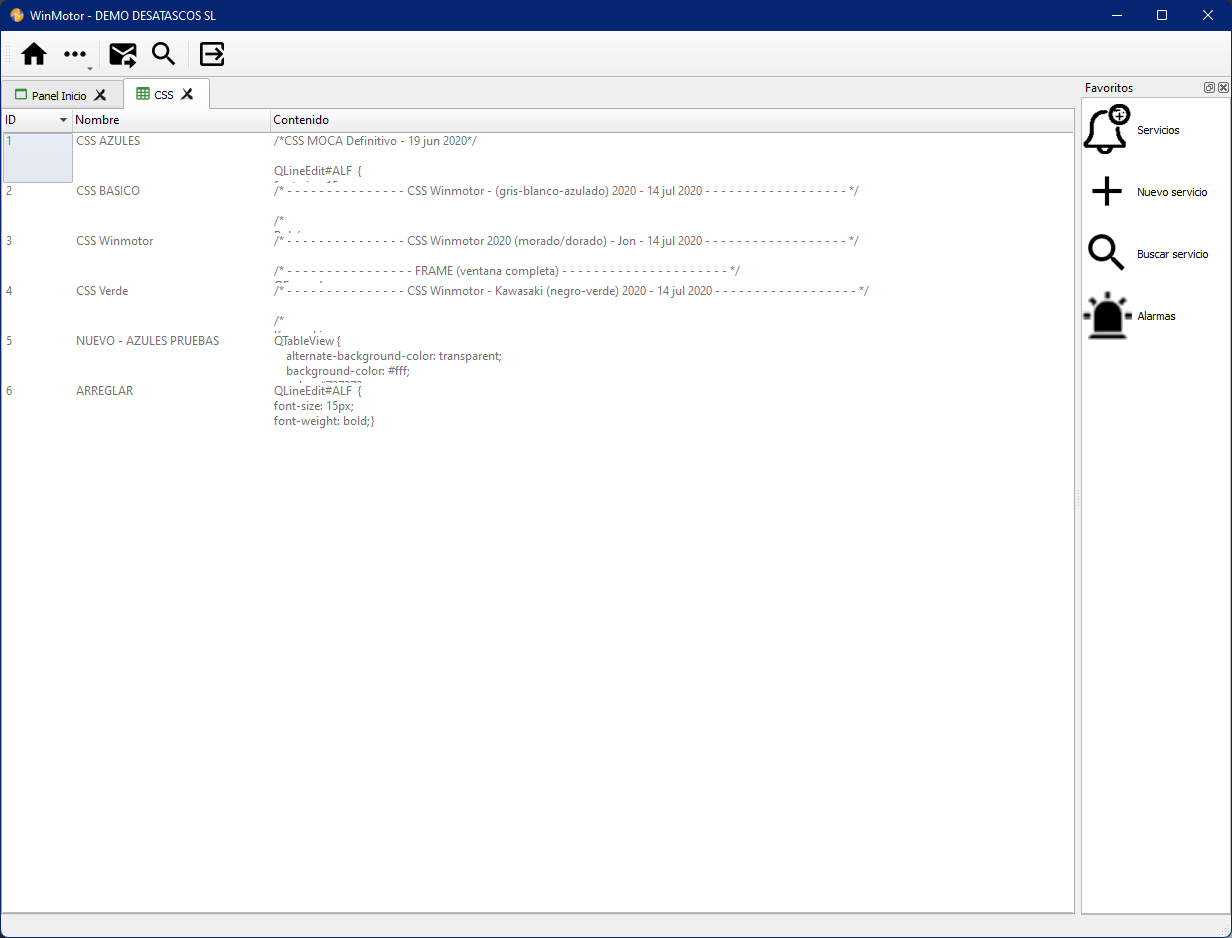 WinMotor - DEMO DESATASCOS SL
Panel Inicio
CSS
Favoritos
ID
Nombre
Contenido
1
CSS AZULES
/*CSS MOCA Definitivo - 19 jun 2020*/
QLineEdit#ALF {
2
CSS BASICO
/* - - - - - - - - - - - - - - - CSS Winmotor - (gris-blanco-azulado) 2020 - 14 jul 2020 - - - - - - - - - - - - - - - - - - */
/*
3
CSS Winmotor
/* - - - - - - - - - - - - - - - CSS Winmotor 2020 (morado/dorado) - Jon - 14 jul 2020 - - - - - - - - - - - - - - - - - - */
/* - - - - - - - - - - - - - - - - FRAME (ventana completa) - - - - - - - - - - - - - - - - - - - - - */
4
CSS Verde
/* - - - - - - - - - - - - - - - CSS Winmotor - Kawasaki (negro-verde) 2020 - 14 jul 2020 - - - - - - - - - - - - - - - - - - */
/*
5
NUEVO - AZULES PRUEBAS
QTableView {
alternate-background-color: transparent;
background-color: #fff;
6
ARREGLAR
QLineEdit#ALF {
font-size: 15px;
font-weight: bold;}
Servicios
Nuevo servicio
Buscar servicio
Alarmas